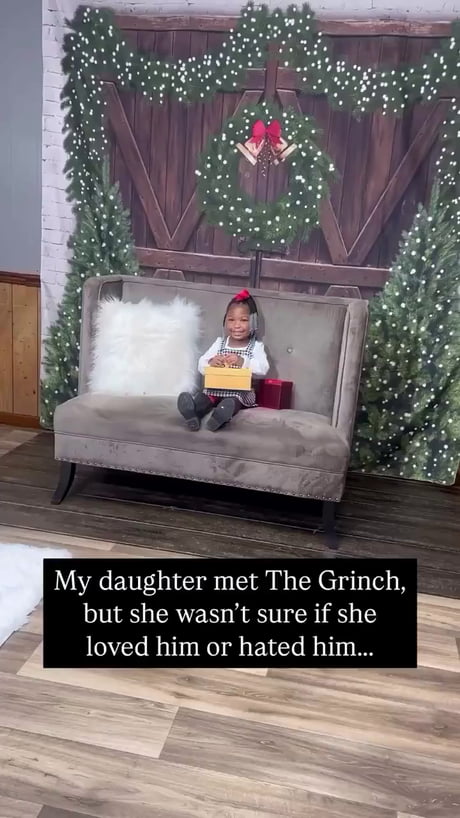 My daughter met The Grinch,
but she wasn’t sure if she
loved him or hated him...